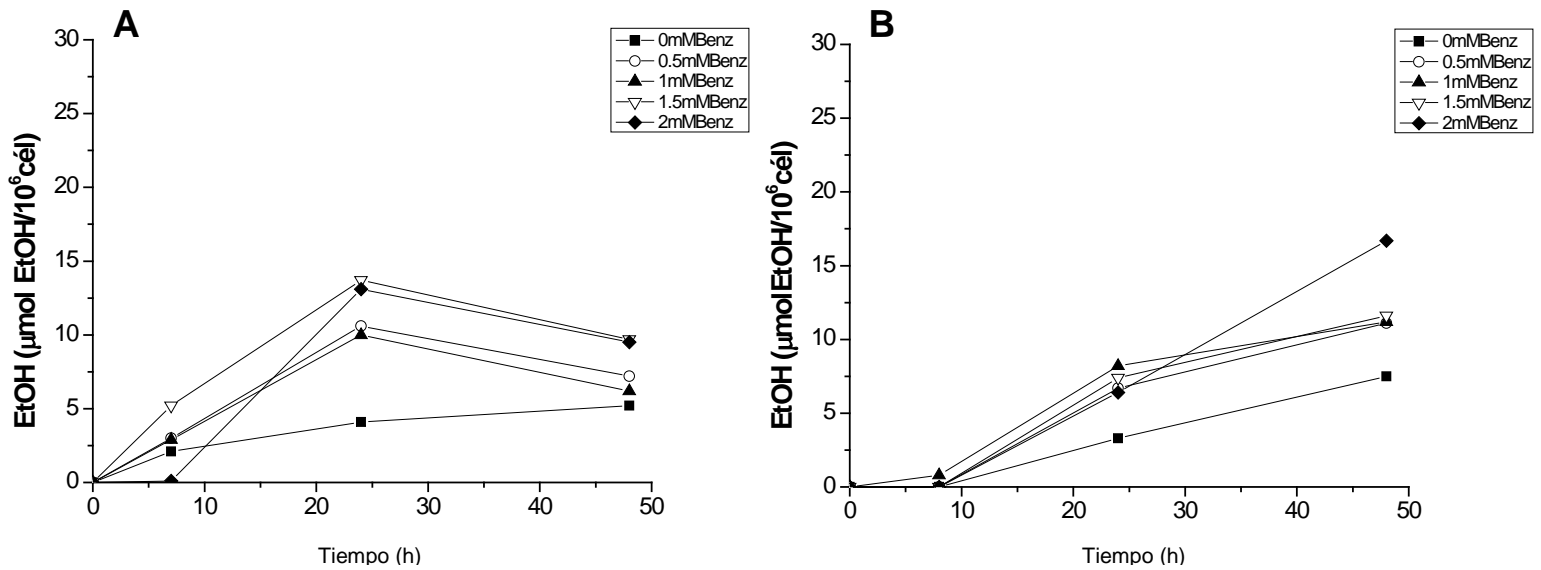 A
EtOH (µmol EtOH/10⁶cél)
30
25
20
15
10
5
0
0 10 20 30 40 50
Tiempo (h)
0mMBenz
0.5mMBenz
1mMBenz
1.5mMBenz
2mMBenz
B
EtOH (µmolEtOH/10⁶cél)
30
25
20
15
10
5
0
0 10 20 30 40 50
Tiempo (h)
0mMBenz
0.5mMBenz
1mMBenz
1.5mMBenz
2mMBenz